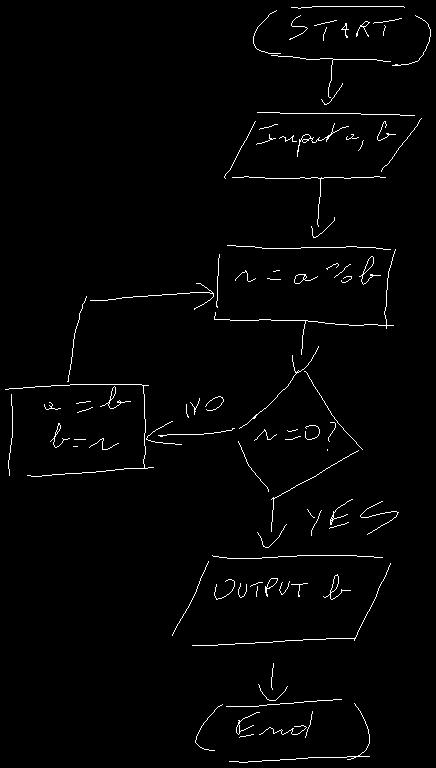 START
Input a, b
r = a % b
a = b
b = r
NO
r = 0?
YES
OUTPUT b
End